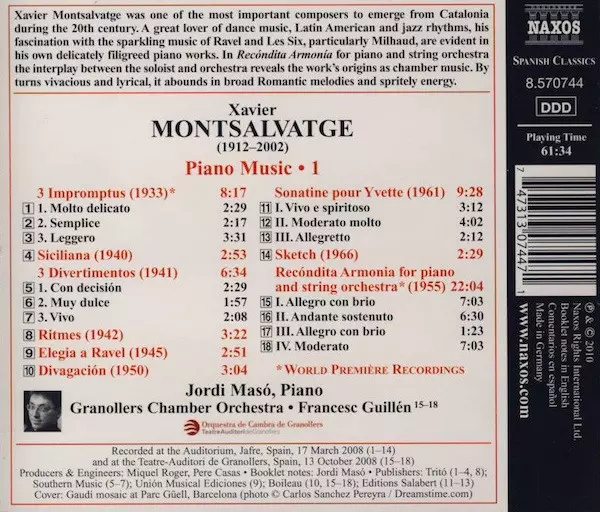 Xavier Montsalvatge was one of the most important composers to emerge from Catalonia
during the 20th century. A great lover of dance music, Latin American and jazz rhythms, his
fascination with the sparkling music of Ravel and Les Six, particularly Milhaud, are evident in
his own delicately filigreed piano works. In Recóndita Armonía for piano and string orchestra
the interplay between the soloist and orchestra reveals the work's origins as chamber music. By
turns vivacious and lyrical, it abounds in broad Romantic melodies and spritely energy.
Xavier
MONTSALVATGE
(1912–2002)
Piano Music • 1
3 Impromptus (1933)* 8:17
1 1. Molto delicato 2:29
2 2. Semplice 2:17
3 3. Leggero 3:31
4 Siciliana (1940) 2:53
3 Divertimentos (1941) 6:34
5 1. Con decisión 2:29
6 2. Muy dulce 1:57
7 3. Vivo 2:08
8 Ritmes (1942) 3:22
9 Elegia a Ravel (1945) 2:51
10 Divagación (1950) 3:04
Sonatine pour Yvette (1961) 9:28
11 I. Vivo e spiritoso 3:12
12 II. Moderato molto 4:02
13 III. Allegretto 2:12
14 Sketch (1966) 2:29
Recóndita Armonia for piano
and string orchestra* (1955) 22:04
15 I. Allegro con brio 7:03
16 II. Andante sostenuto 6:30
17 III. Allegro con brio 1:23
18 IV. Moderato 7:03
* WORLD PREMIÈRE RECORDINGS
Jordi Masó, Piano
Granollers Chamber Orchestra • Francesc Guillén 15-18
Orquestra de Cambra de Granollers
TeatreAuditorideGranollers
Recorded at the Auditorium, Jafre, Spain, 17 March 2008 (1–14)
and at the Teatre-Auditori de Granollers, Spain, 13 October 2008 (15–18)
Producers & Engineers: Miquel Roger, Pere Casas • Booklet notes: Jordi Masó • Publishers: Tritó (1–4, 8);
Southern Music (5–7); Unión Musical Ediciones (9); Boileau (10, 15–18); Editions Salabert (11–13)
Cover: Gaudí mosaic at Parc Güell, Barcelona (photo © Carlos Sanchez Pereyra / Dreamstime.com)
NAXOS
SPANISH CLASSICS
8.570744
DDD
Playing Time
61:34
7 47313 07447 1
www.naxos.com
℗ & © 2010
Naxos Rights International Ltd.
Booklet notes in English
Comentarios en español
Made in Germany